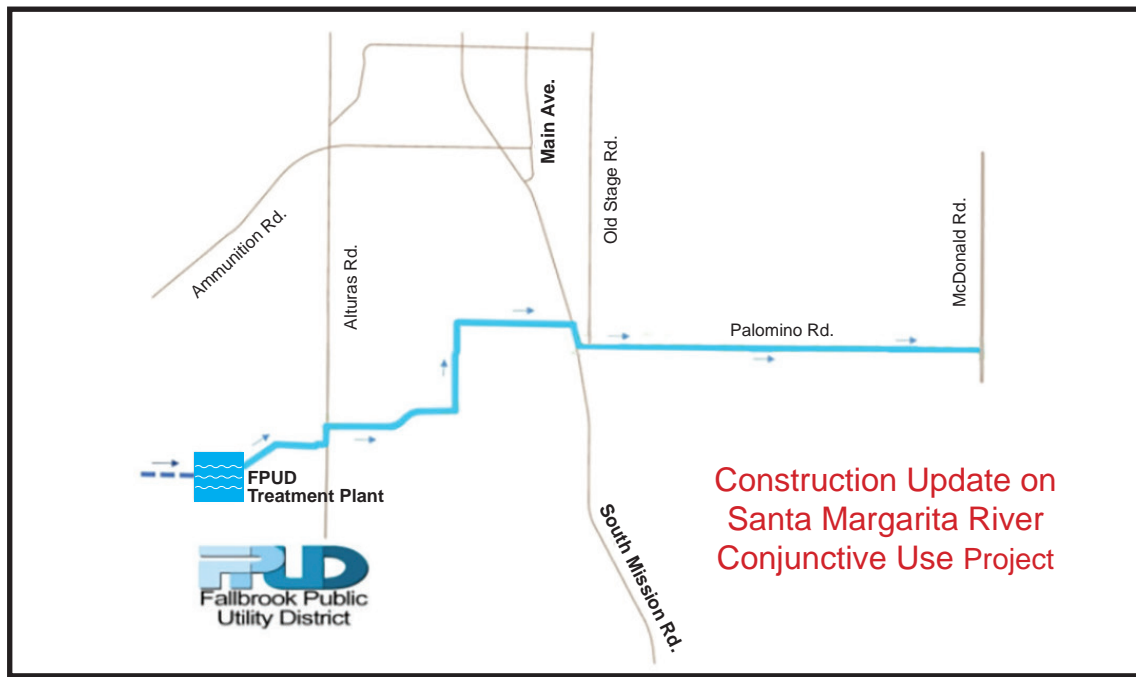 Main Ave.
Old Stage Rd.
McDonald Rd.
Ammunition Rd.
Alturas Rd.
Palomino Rd.
FPUD
Treatment Plant
Construction Update on
Santa Margarita River
Conjunctive Use Project
South Mission Rd.
FPUD
Fallbrook Public
Utility District